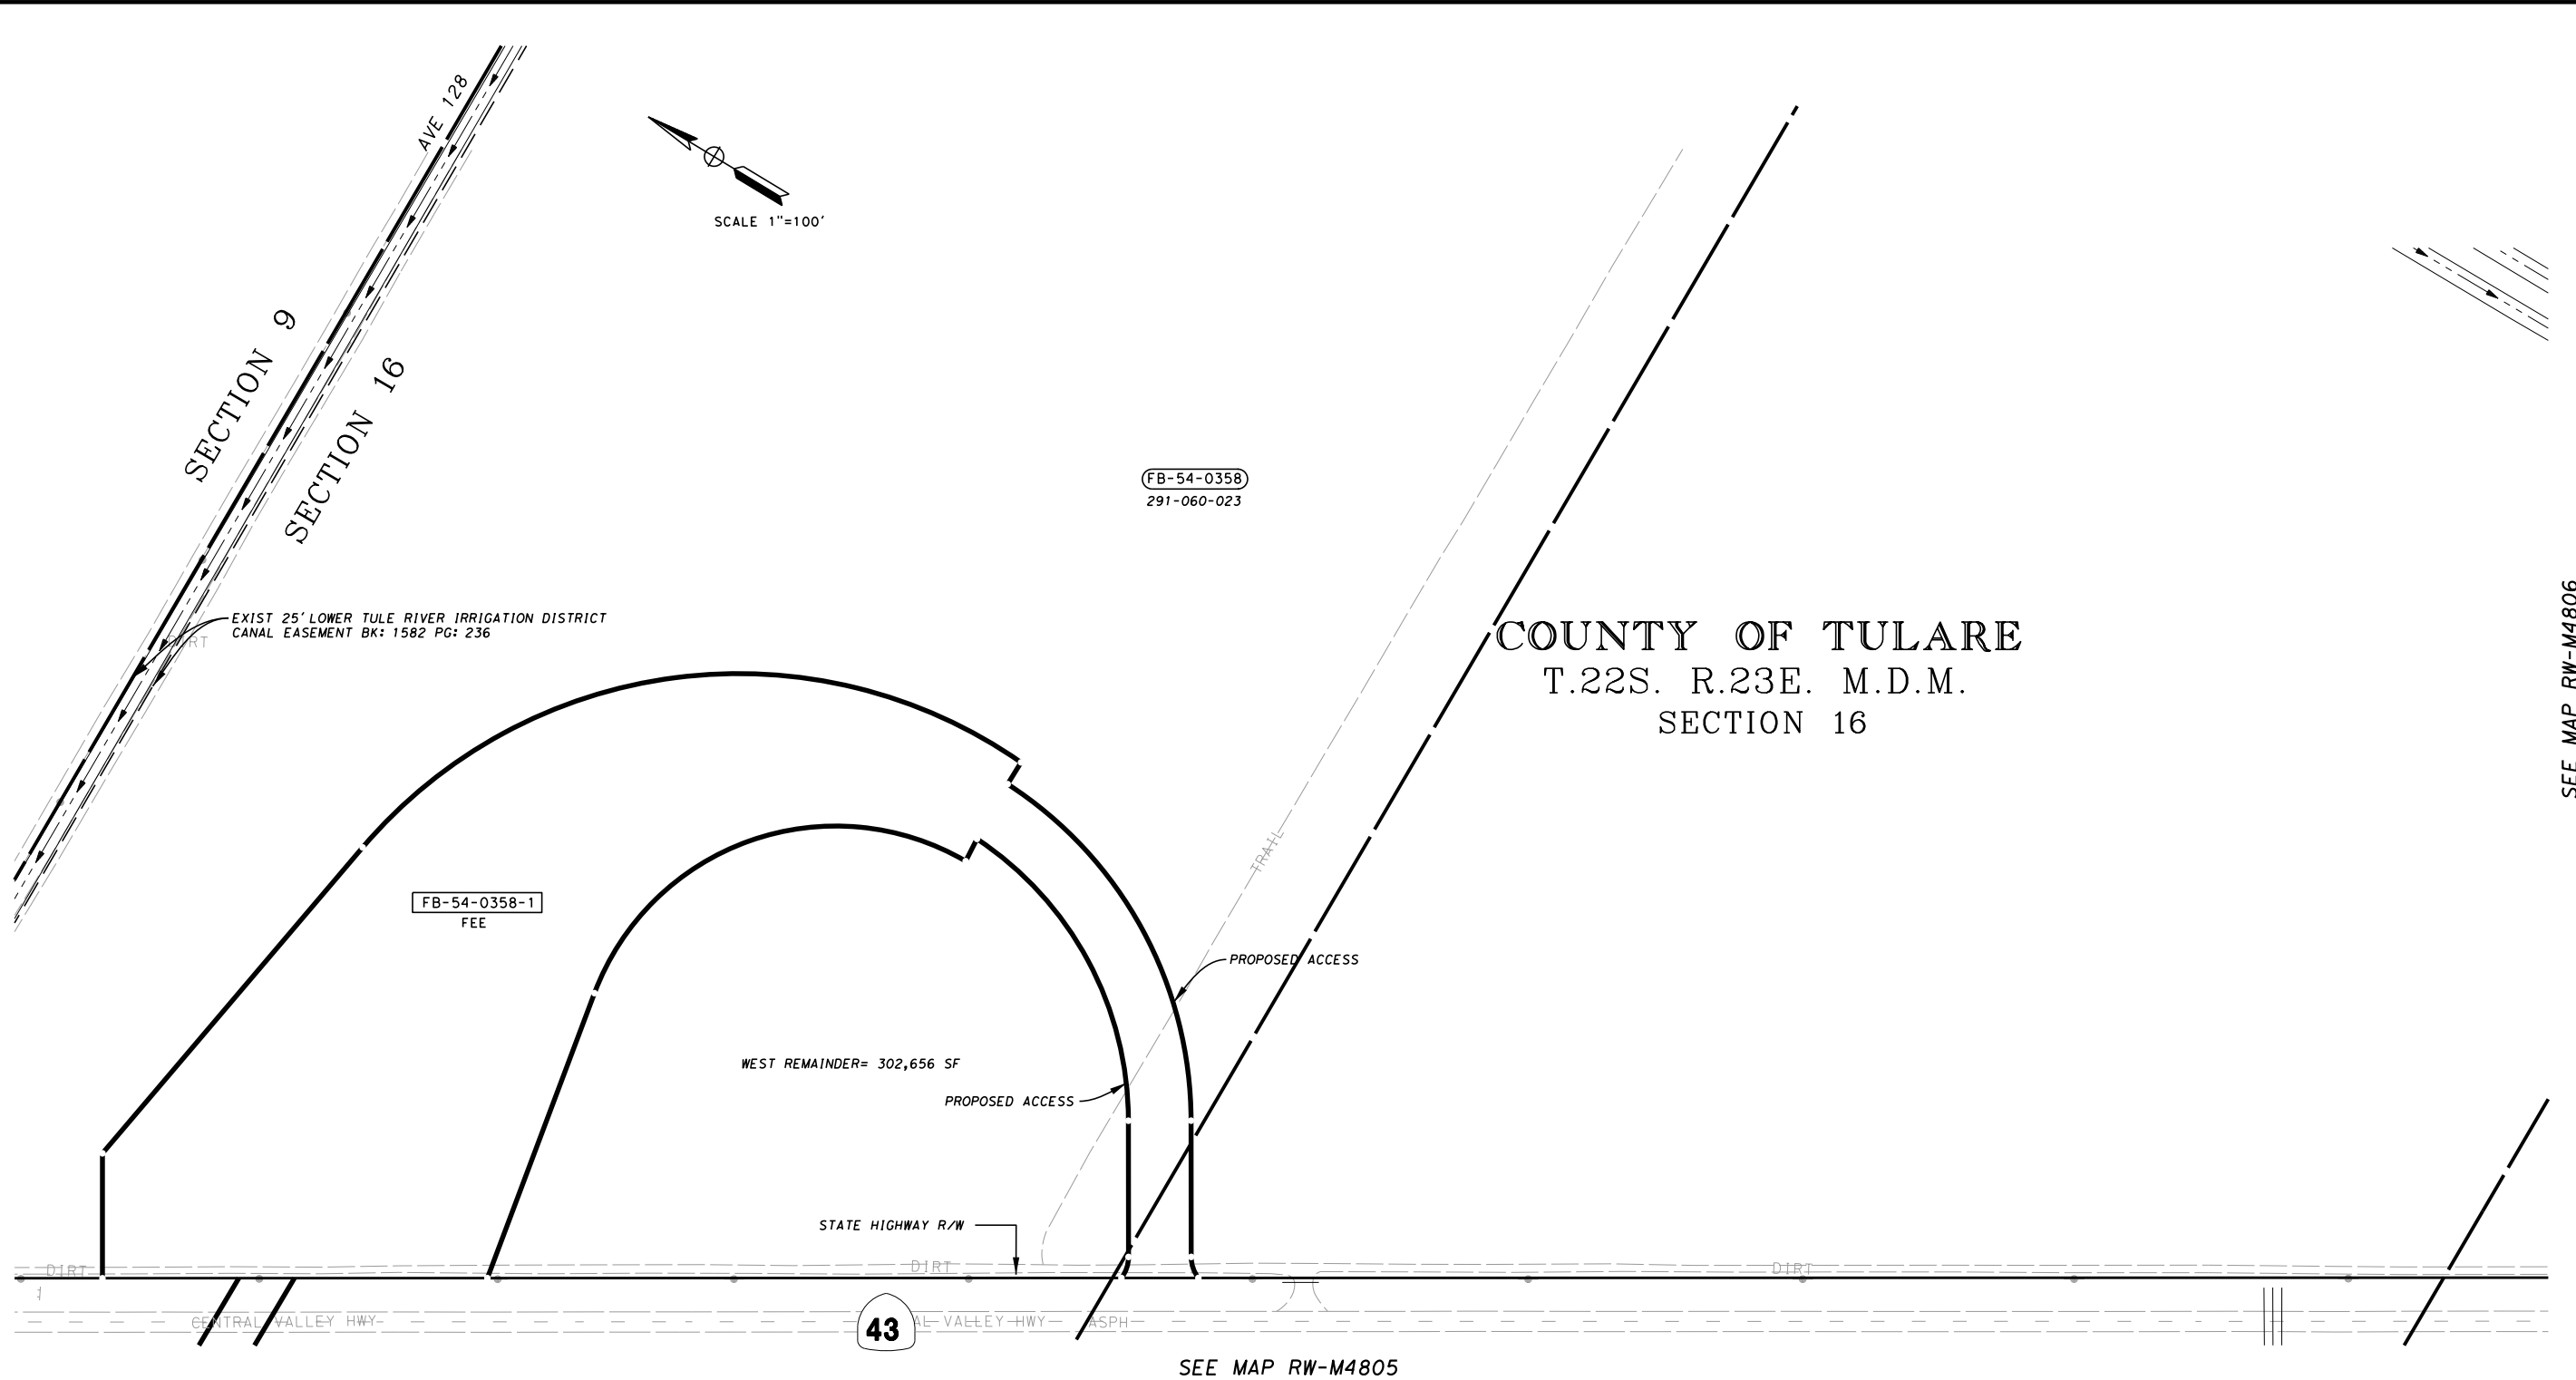 AVE 128
SCALE 1"=100'
SECTION 9
SECTION 16
FB-54-0358
291-060-023
EXIST 25' LOWER TULE RIVER IRRIGATION DISTRICT
CANAL EASEMENT BK: 1582 PG: 236
DIRT
COUNTY OF TULARE
T.22S. R.23E. M.D.M.
SECTION 16
SEE MAP RW-M4806
TRAIL
FB-54-0358-1
FEE
PROPOSED ACCESS
WEST REMAINDER= 302,656 SF
PROPOSED ACCESS
STATE HIGHWAY R/W
DIRT
DIRT
DIRT
CENTRAL VALLEY HWY
43
AL VALLEY HWY
ASPH
SEE MAP RW-M4805